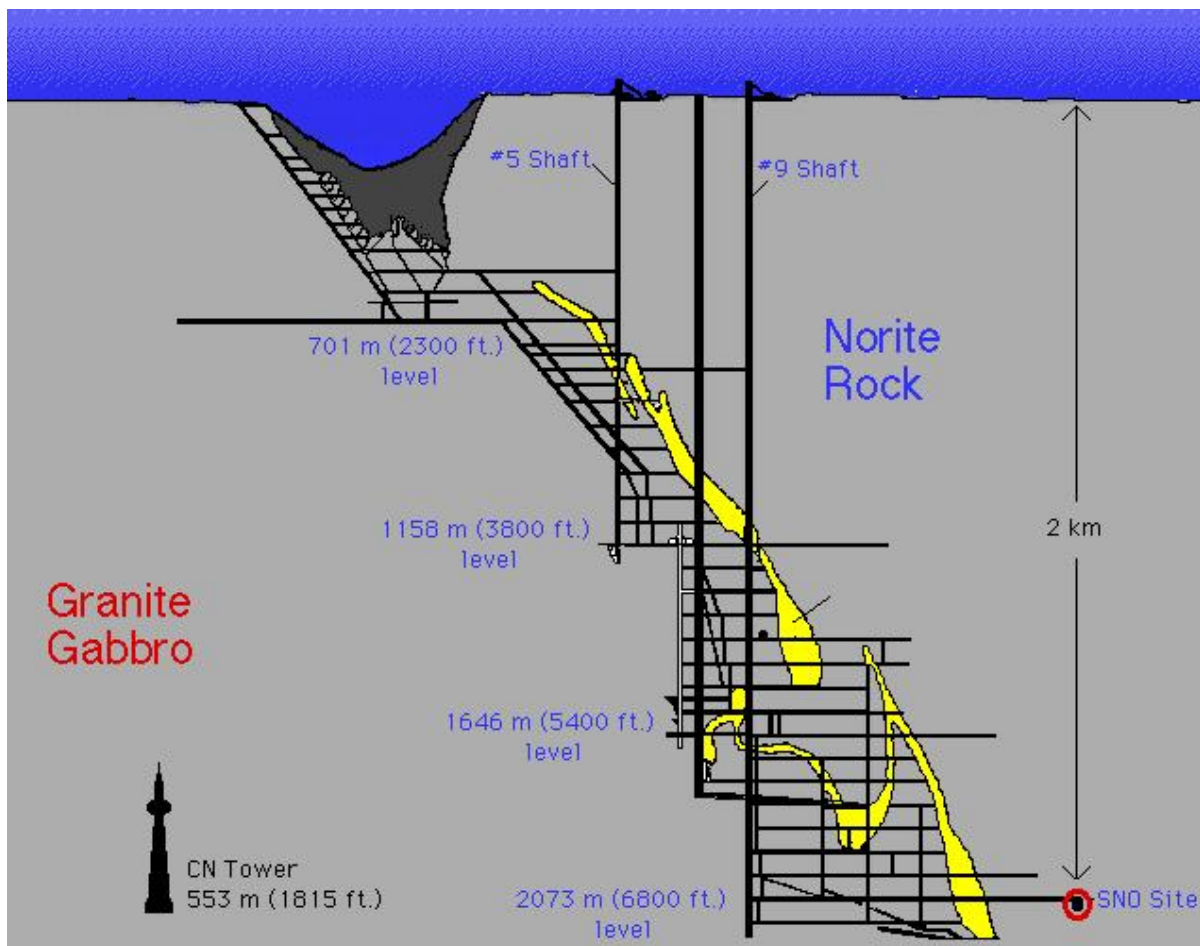 #5 Shaft
#9 Shaft
701 m (2300 ft.)
level
Norite
Rock
1158 m (3800 ft.)
level
2 km
Granite
Gabbro
1646 m (5400 ft.)
level
CN Tower
553 m (1815 ft.)
2073 m (6800 ft.)
level
SNO Site